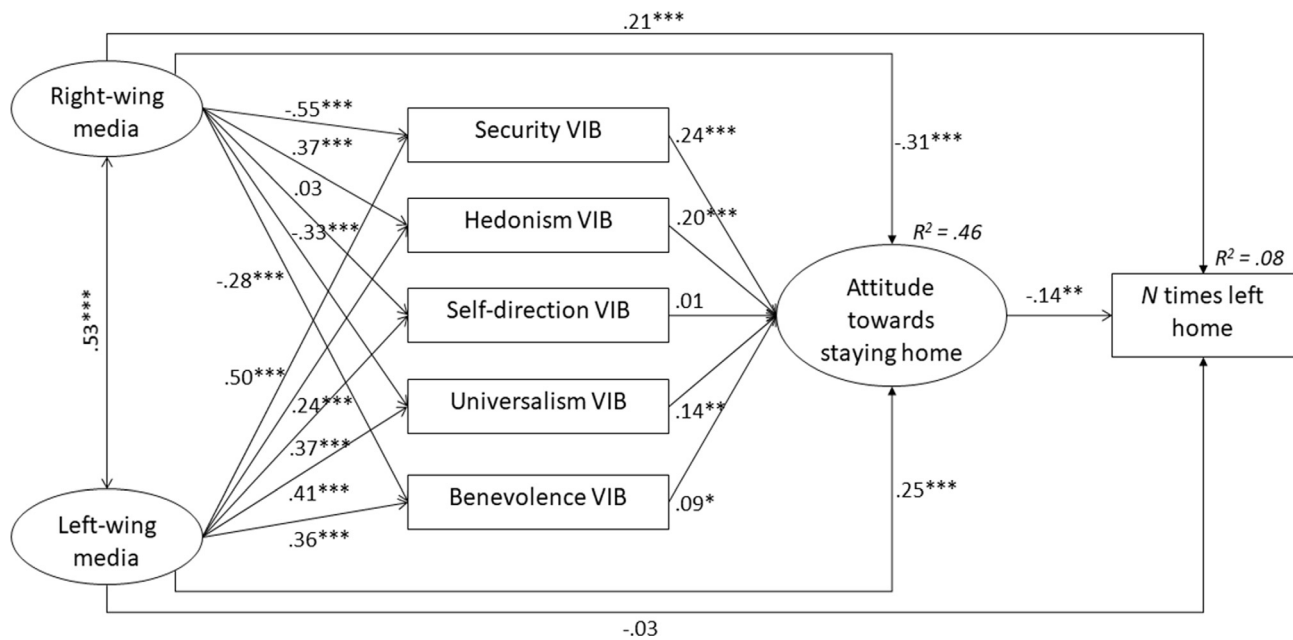 .21***
Right-wing
media
-.55***
.37***
.03
-.33***
-.28***
.53***
.50***
.24***
.37***
.41***
.36***
Left-wing
media
Security VIB
Hedonism VIB
Self-direction VIB
Universalism VIB
Benevolence VIB
.24***
.20***
.01
.14**
.09*
-.31***
R² = .46
Attitude
towards
staying home
.25***
-.14**
R² = .08
N times left
home
-.03